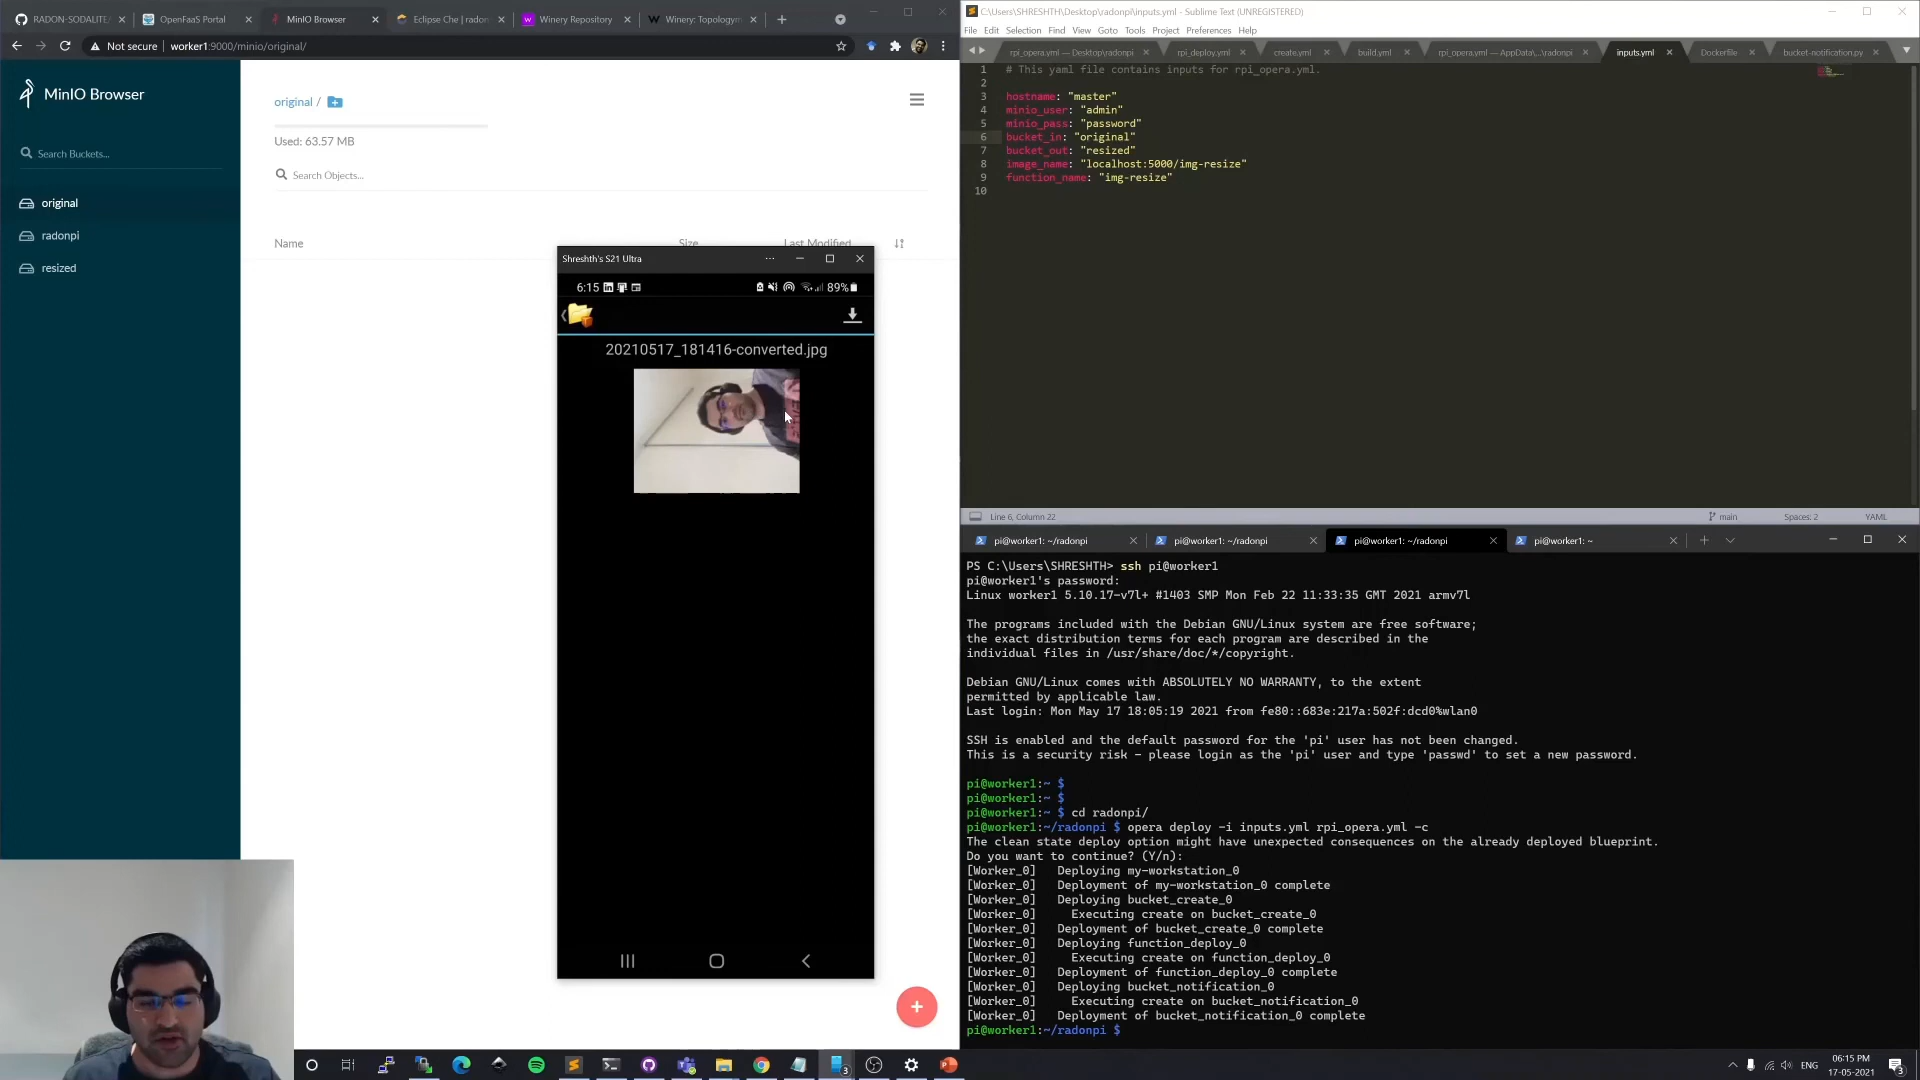 RADON-SODALITE/
OpenFaaS Portal
MinIO Browser
Eclipse Che | radon
Winery Repository
Winery: Topologym
Not secure
worker1:9000/minio/original/
MinIO Browser
Search Buckets...
original
radonpi
resized
original /
Used: 63.57 MB
Search Objects...
Name
Size
Last Modified
Shreshth's S21 Ultra
6:15
89%
20210517_181416-converted.jpg
C:\Users\SHRESHTH\Desktop\radonpi\inputs.yml - Sublime Text (UNREGISTERED)
File Edit Selection Find View Goto Tools Project Preferences Help
rpi_opera.yml — Desktop\radonpi
rpi_deploy.yml
create.yml
build.yml
rpi_opera.yml — AppData\...\radonpi
inputs.yml
Dockerfile
bucket-notification.py
1 # This yaml file contains inputs for rpi_opera.yml.
2
3 hostname: "master"
4 minio_user: "admin"
5 minio_pass: "password"
6 bucket_in: "original"
7 bucket_out: "resized"
8 image_name: "localhost:5000/img-resize"
9 function_name: "img-resize"
10
Line 6, Column 22
main
Spaces: 2
YAML
pi@worker1: ~/radonpi
pi@worker1: ~/radonpi
pi@worker1: ~/radonpi
pi@worker1: ~
PS C:\Users\SHRESHTH> ssh pi@worker1
pi@worker1's password:
Linux worker1 5.10.17-v7l+ #1403 SMP Mon Feb 22 11:33:35 GMT 2021 armv7l
The programs included with the Debian GNU/Linux system are free software;
the exact distribution terms for each program are described in the
individual files in /usr/share/doc/*/copyright.
Debian GNU/Linux comes with ABSOLUTELY NO WARRANTY, to the extent
permitted by applicable law.
Last login: Mon May 17 18:05:19 2021 from fe80::683e:217a:502f:dcd0%wlan0
SSH is enabled and the default password for the 'pi' user has not been changed.
This is a security risk - please login as the 'pi' user and type 'passwd' to set a new password.
pi@worker1:~ $
pi@worker1:~ $
pi@worker1:~ $ cd radonpi/
pi@worker1:~/radonpi $ opera deploy -i inputs.yml rpi_opera.yml -c
The clean state deploy option might have unexpected consequences on the already deployed blueprint.
Do you want to continue? (Y/n):
[Worker_0] Deploying my-workstation_0
[Worker_0] Deployment of my-workstation_0 complete
[Worker_0] Deploying bucket_create_0
[Worker_0] Executing create on bucket_create_0
[Worker_0] Deployment of bucket_create_0 complete
[Worker_0] Deploying function_deploy_0
[Worker_0] Executing create on function_deploy_0
[Worker_0] Deployment of function_deploy_0 complete
[Worker_0] Deploying bucket_notification_0
[Worker_0] Executing create on bucket_notification_0
[Worker_0] Deployment of bucket_notification_0 complete
pi@worker1:~/radonpi $
ENG
06:15 PM
17-05-2021